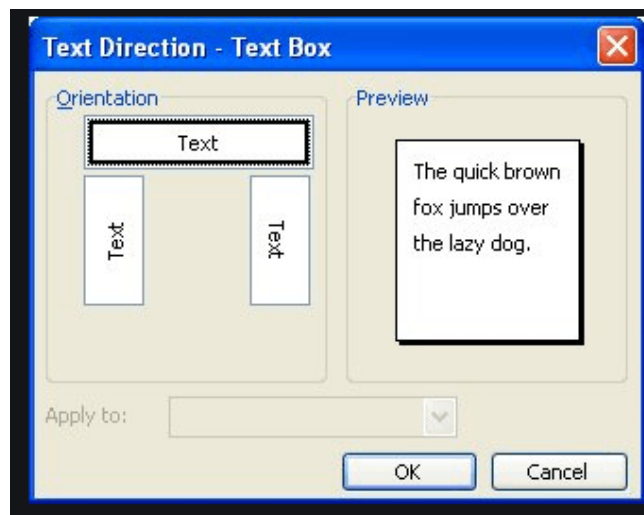 Text Direction - Text Box
Orientation
Text
Text
Text
Preview
The quick brown
fox jumps over
the lazy dog.
Apply to:
OK
Cancel